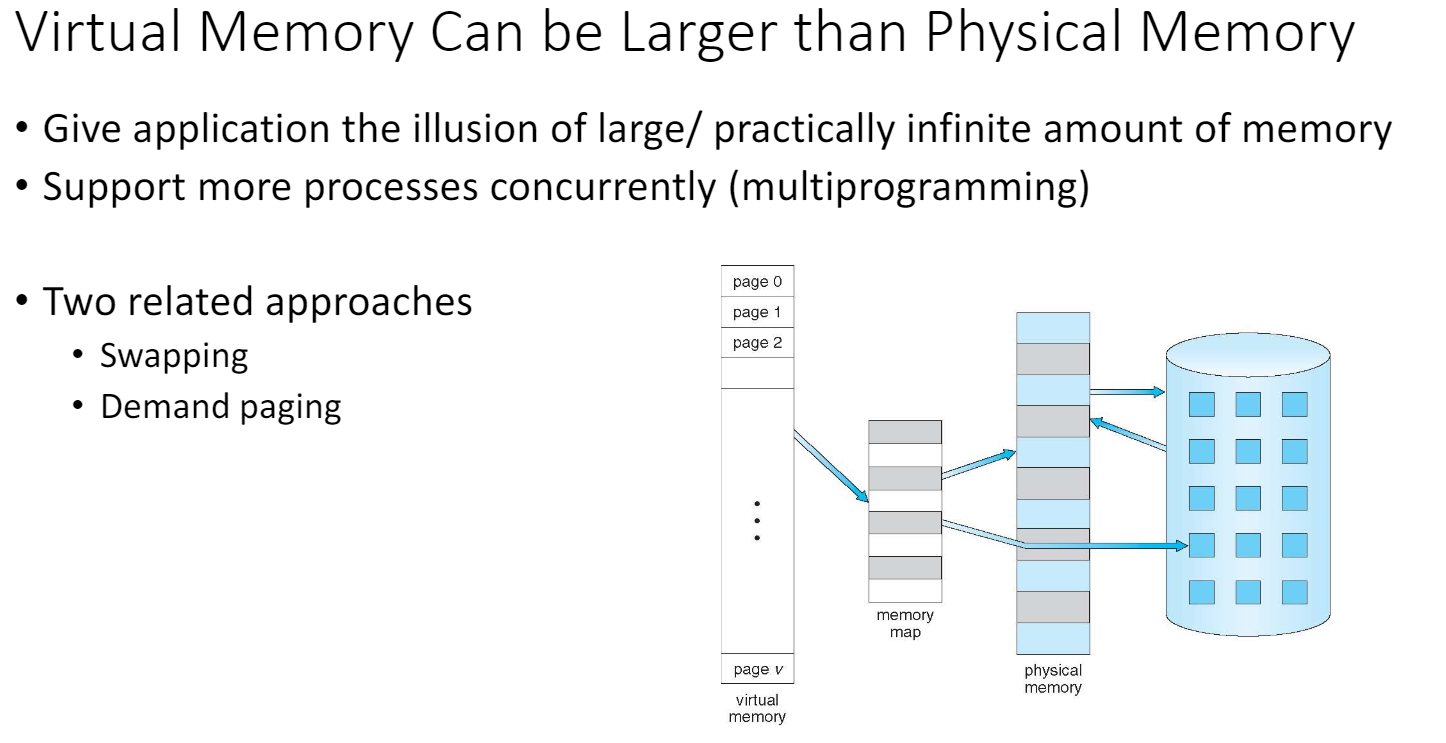 Virtual Memory Can be Larger than Physical Memory
• Give application the illusion of large/ practically infinite amount of memory
• Support more processes concurrently (multiprogramming)
• Two related approaches
• Swapping
• Demand paging
page 0
page 1
page 2
page v
virtual
memory
memory
map
physical
memory